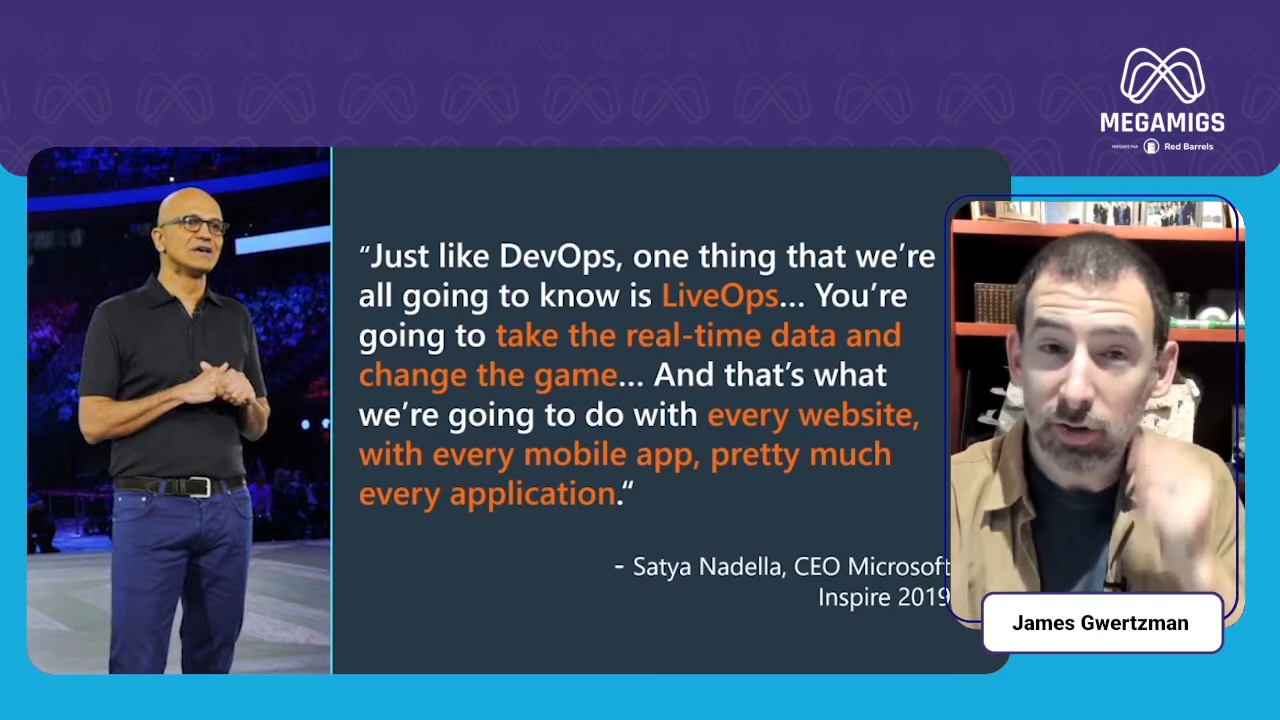 MEGAMIGS
PRÉSENTÉ PAR Red Barrels
“Just like DevOps, one thing that we’re
all going to know is LiveOps... You’re
going to take the real-time data and
change the game... And that’s what
we’re going to do with every website,
with every mobile app, pretty much
every application.“
- Satya Nadella, CEO Microsoft
Inspire 2019
James Gwertzman